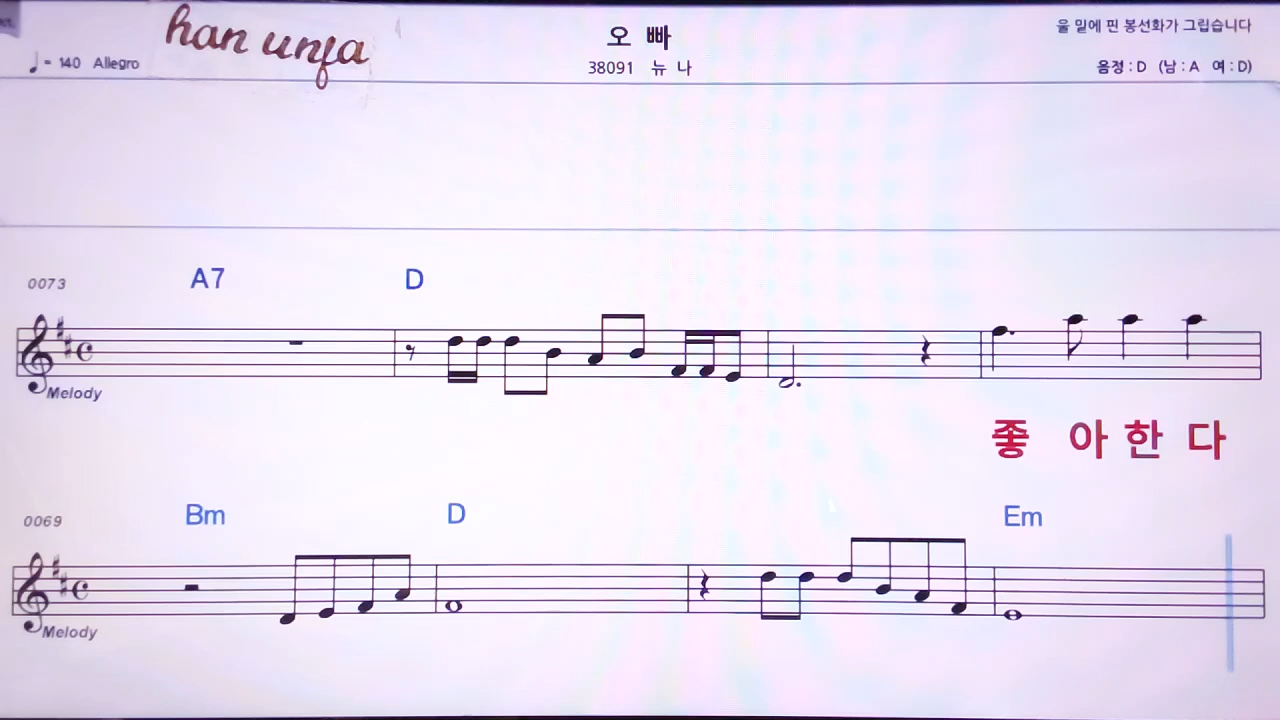 han unfa
오 빠
울 밑에 핀 봉선화가 그립습니다
♩= 140 Allegro
38091 뉴 나
음정 : D (남 : A 여 : D)
0073
A7 D
Melody
좋 아 한 다
0069
Bm D Em
Melody